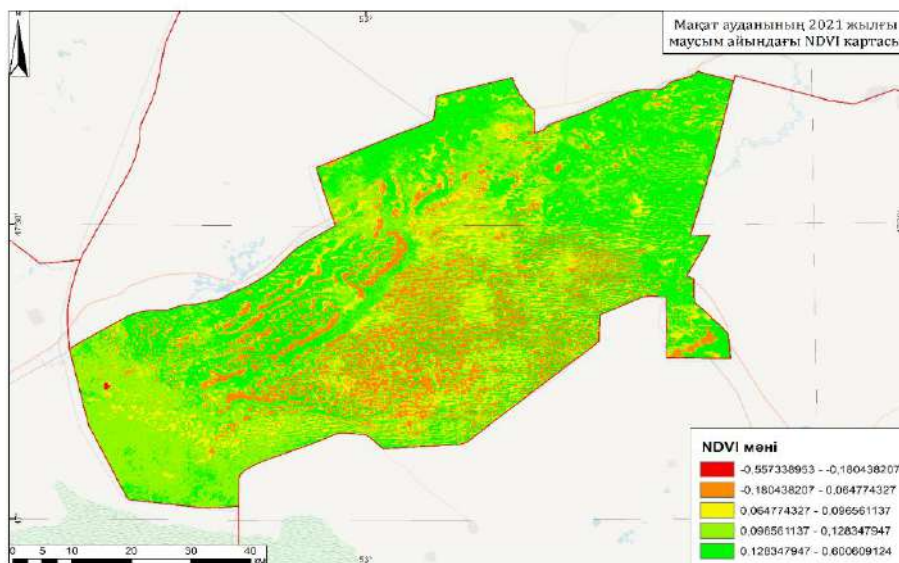 53°
Мақат ауданының 2021 жылғы
маусым айындағы NDVI картасы
47°30'
NDVI мәні
-0,557338953 - -0,180438207
-0,180438207 - 0,064774327
0,064774327 - 0,096561137
0,096561137 - 0,128347947
0,128347947 - 0,600609124
0 5 10 20 30 40
53°